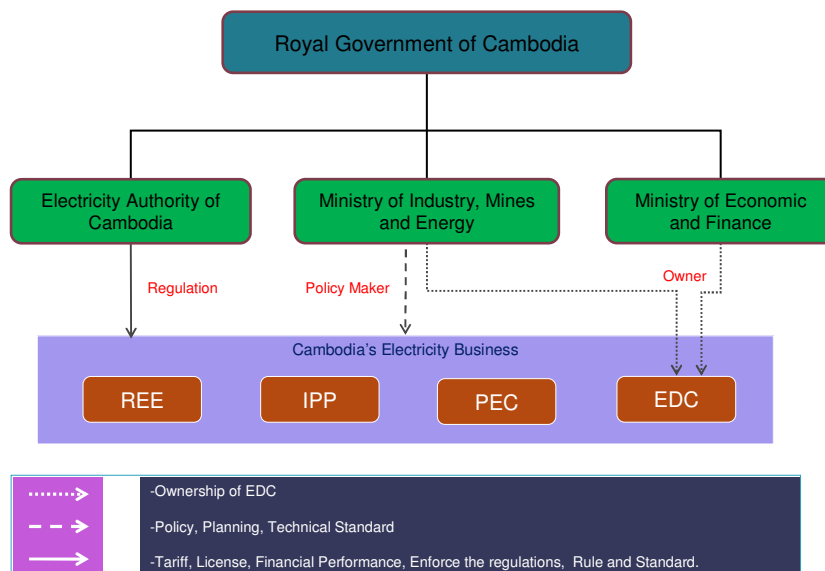 Royal Government of Cambodia
Electricity Authority of
Cambodia
Ministry of Industry, Mines
and Energy
Ministry of Economic
and Finance
Regulation
Policy Maker
Owner
Cambodia's Electricity Business
REE
IPP
PEC
EDC
-Ownership of EDC
-Policy, Planning, Technical Standard
-Tariff, License, Financial Performance, Enforce the regulations, Rule and Standard.